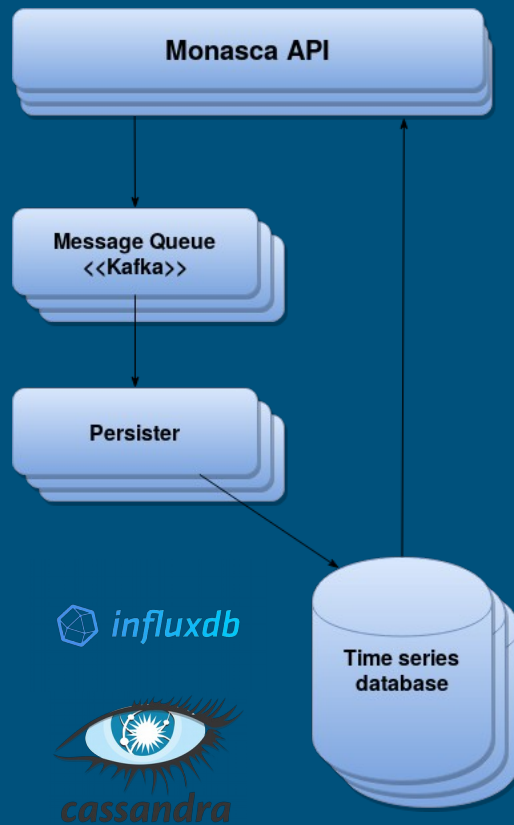 Monasca API
Message Queue
<<Kafka>>
Persister
influxdb
Time series
database
cassandra